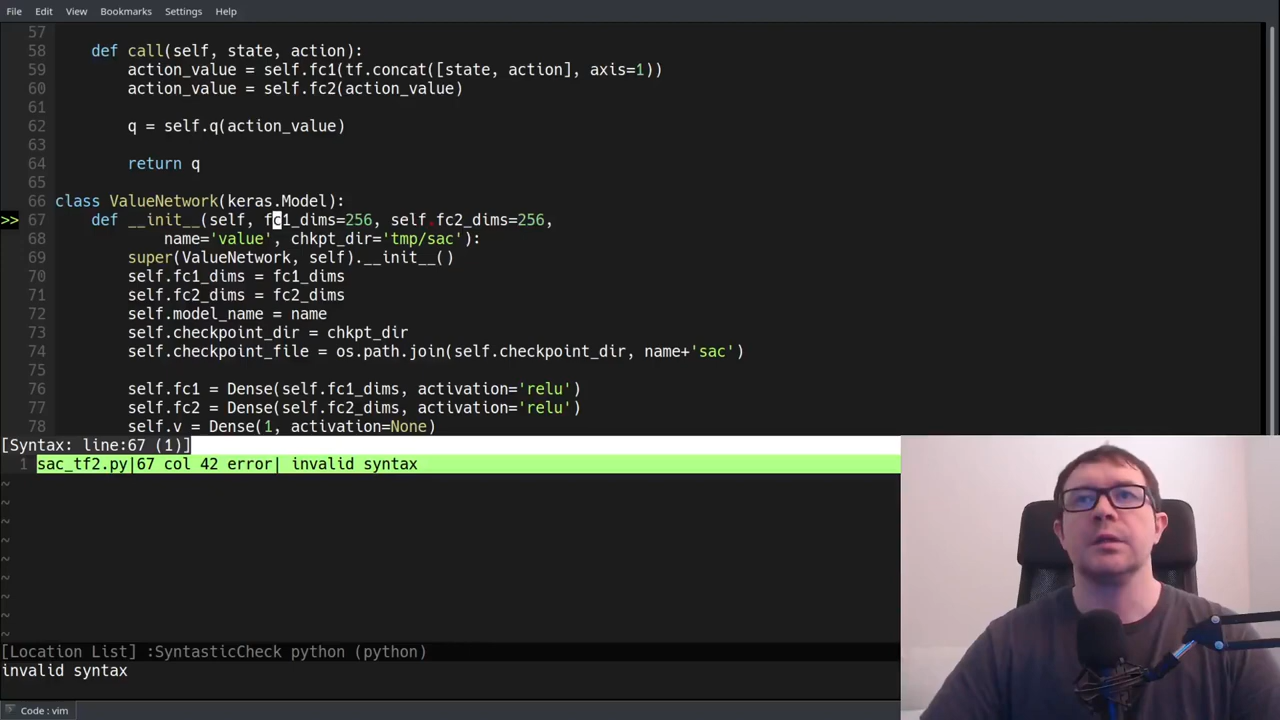 File Edit View Bookmarks Settings Help
57
58 def call(self, state, action):
59 action_value = self.fc1(tf.concat([state, action], axis=1))
60 action_value = self.fc2(action_value)
61
62 q = self.q(action_value)
63
64 return q
65
66 class ValueNetwork(keras.Model):
>> 67 def __init__(self, fc1_dims=256, self.fc2_dims=256,
68 name='value', chkpt_dir='tmp/sac'):
69 super(ValueNetwork, self).__init__()
70 self.fc1_dims = fc1_dims
71 self.fc2_dims = fc2_dims
72 self.model_name = name
73 self.checkpoint_dir = chkpt_dir
74 self.checkpoint_file = os.path.join(self.checkpoint_dir, name+'sac')
75
76 self.fc1 = Dense(self.fc1_dims, activation='relu')
77 self.fc2 = Dense(self.fc2_dims, activation='relu')
78 self.v = Dense(1, activation=None)
[Syntax: line:67 (1)]
1 sac_tf2.py|67 col 42 error| invalid syntax
~
~
~
~
~
~
~
~
~
[Location List] :SyntasticCheck python (python)
invalid syntax
Code : vim